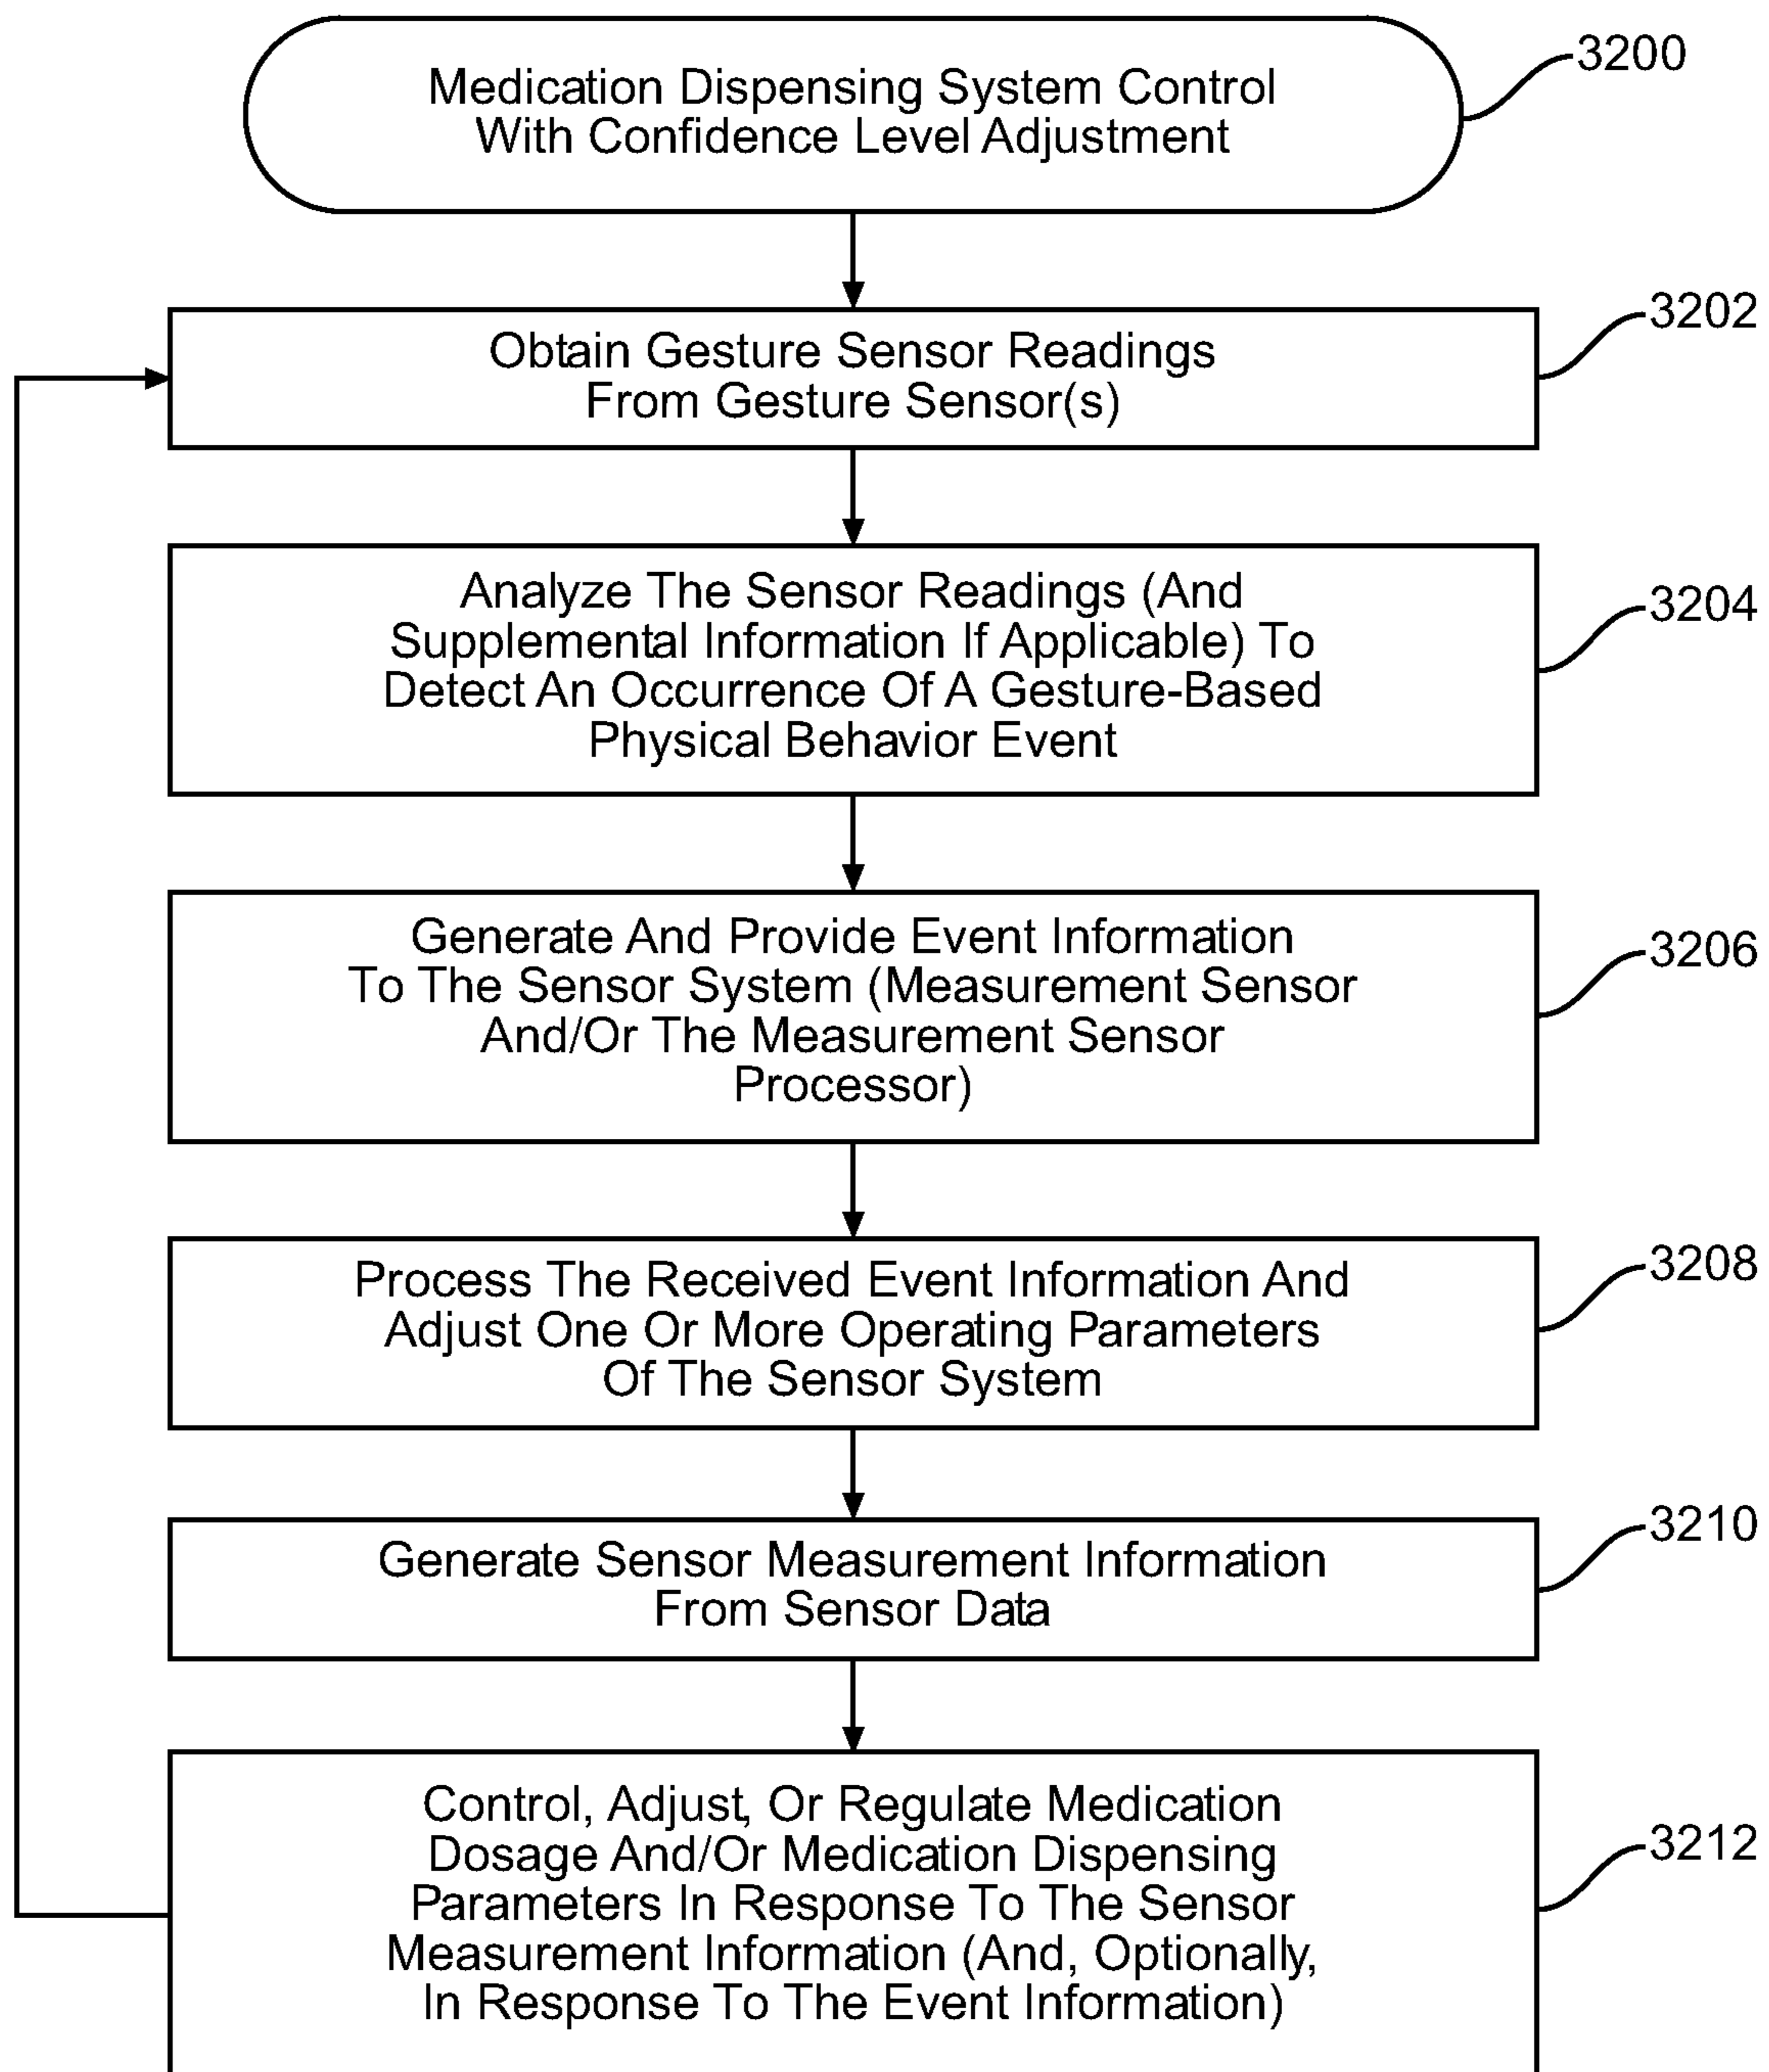 Medication Dispensing System Control
With Confidence Level Adjustment
3200
Obtain Gesture Sensor Readings
From Gesture Sensor(s)
3202
Analyze The Sensor Readings (And
Supplemental Information If Applicable) To
Detect An Occurrence Of A Gesture-Based
Physical Behavior Event
3204
Generate And Provide Event Information
To The Sensor System (Measurement Sensor
And/Or The Measurement Sensor
Processor)
3206
Process The Received Event Information And
Adjust One Or More Operating Parameters
Of The Sensor System
3208
Generate Sensor Measurement Information
From Sensor Data
3210
Control, Adjust, Or Regulate Medication
Dosage And/Or Medication Dispensing
Parameters In Response To The Sensor
Measurement Information (And, Optionally,
In Response To The Event Information)
3212